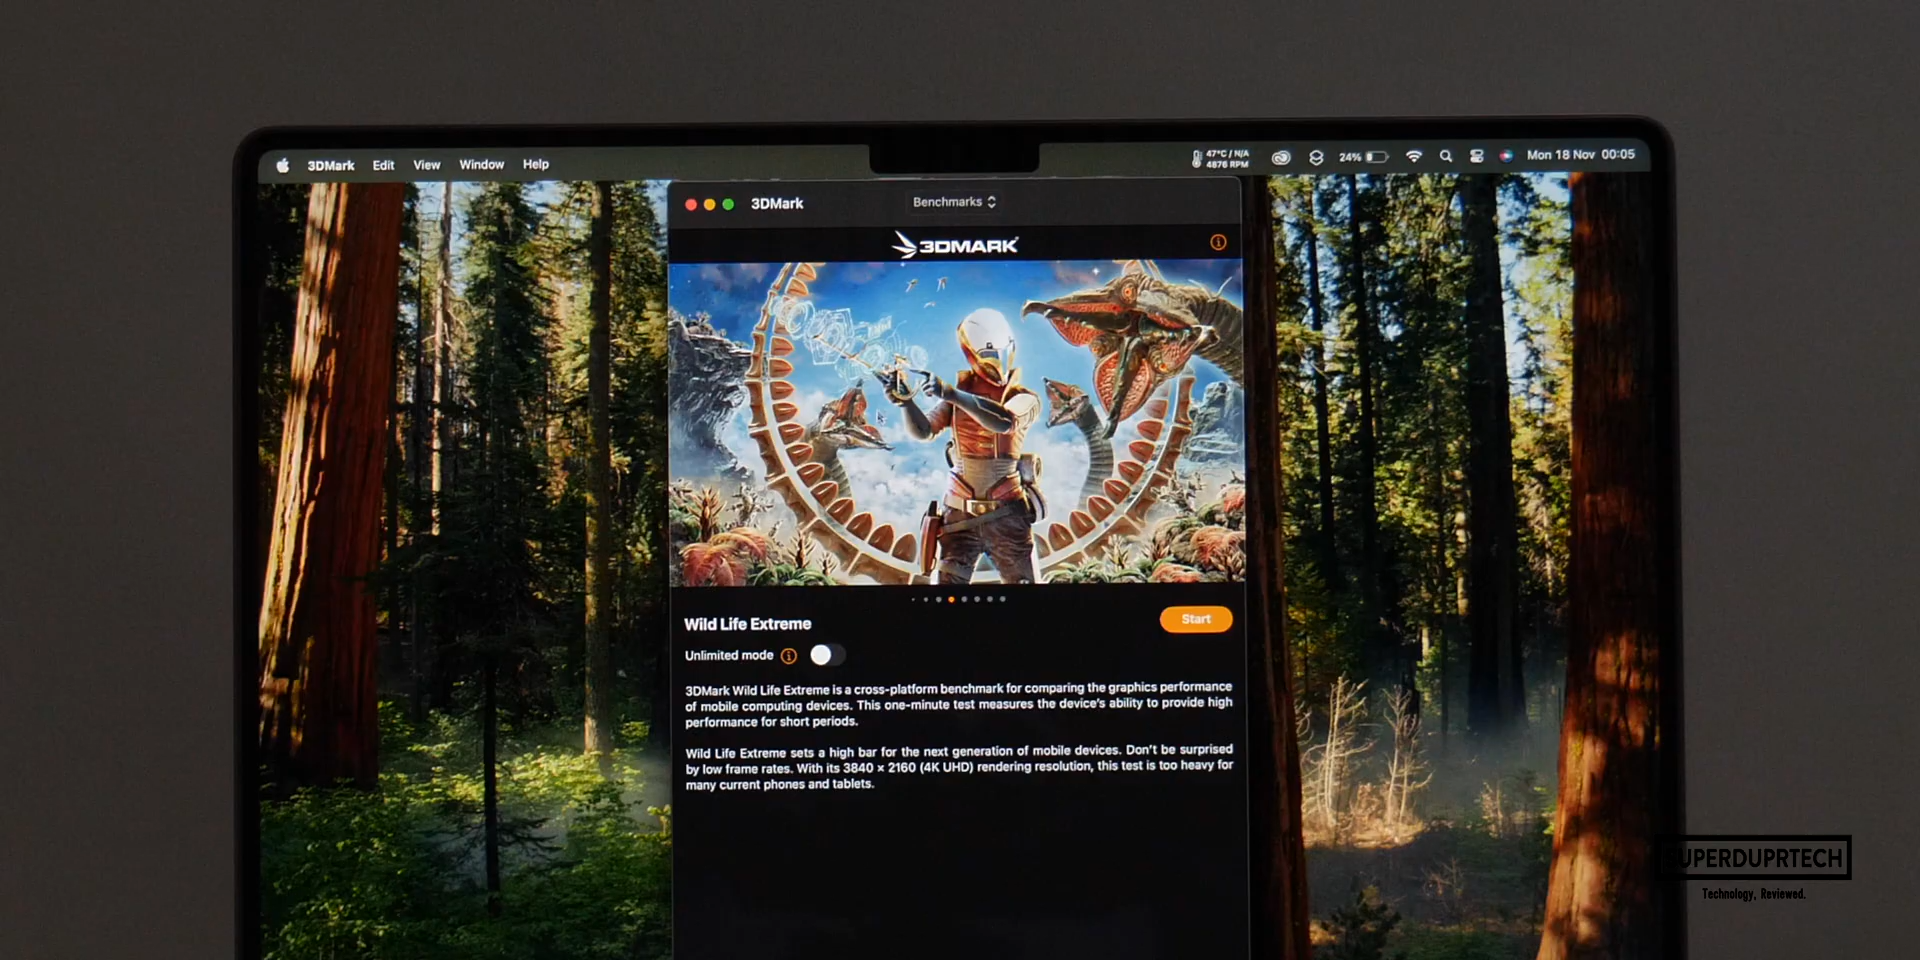 3DMark Edit View Window Help
47°C / N/A
4876 RPM
24%
Mon 18 Nov 00:05
3DMark
Benchmarks
3DMARK
Wild Life Extreme
Start
Unlimited mode
3DMark Wild Life Extreme is a cross-platform benchmark for comparing the graphics performance
of mobile computing devices. This one-minute test measures the device's ability to provide high
performance for short periods.
Wild Life Extreme sets a high bar for the next generation of mobile devices. Don't be surprised
by low frame rates. With its 3840 × 2160 (4K UHD) rendering resolution, this test is too heavy for
many current phones and tablets.
SUPERDUPRTECH
Technology, Reviewed.